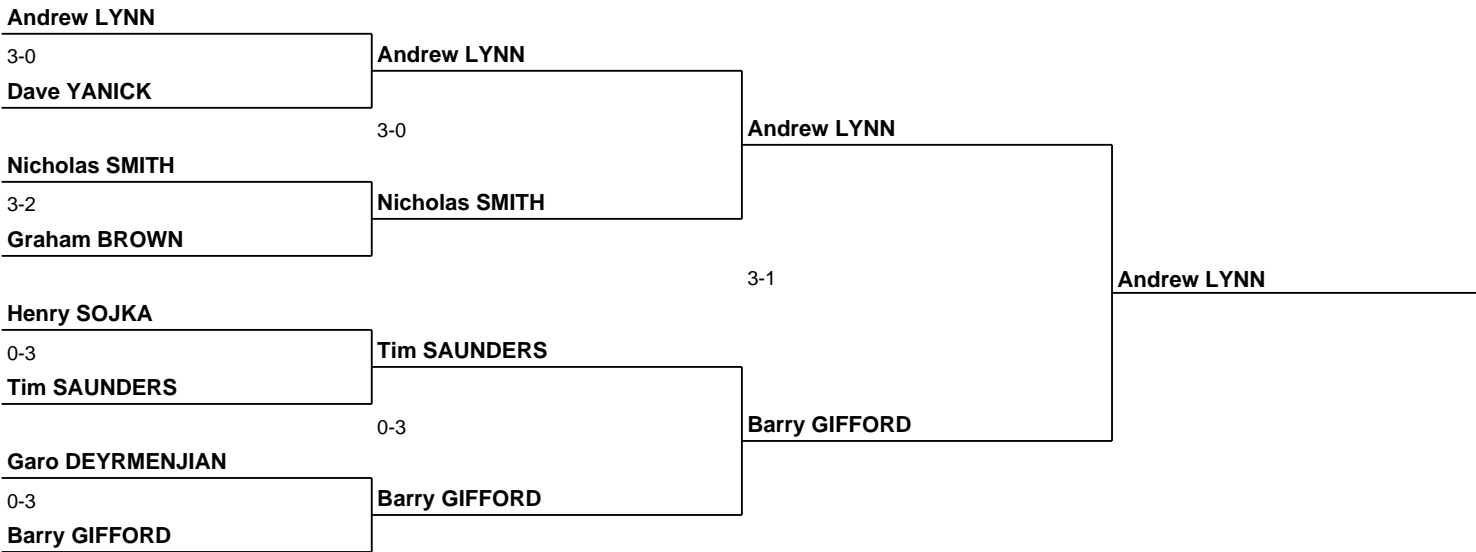 Andrew LYNN
3-0
Dave YANICK
Nicholas SMITH
3-2
Graham BROWN
Henry SOJKA
0-3
Tim SAUNDERS
Garo DEYRMENJIAN
0-3
Barry GIFFORD
Andrew LYNN
3-0
Nicholas SMITH
Tim SAUNDERS
0-3
Barry GIFFORD
Andrew LYNN
3-1
Barry GIFFORD
Andrew LYNN